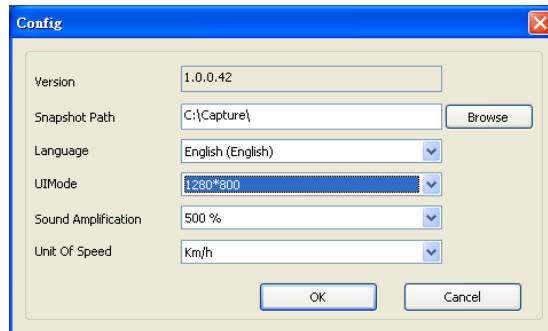 Config
Version 1.0.0.42
Snapshot Path C:\Capture\ Browse
Language English (English)
UIMode 1280*800
Sound Amplification 500 %
Unit Of Speed Km/h
OK Cancel